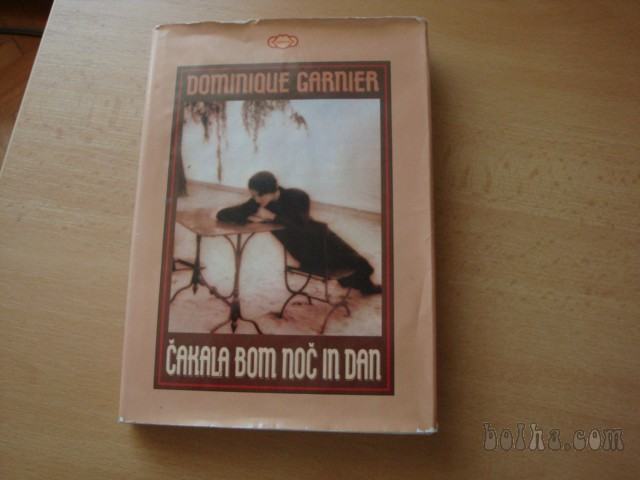 DOMINIQUE GARNIER
ČAKALA BOM NOČ IN DAN
bolha.com